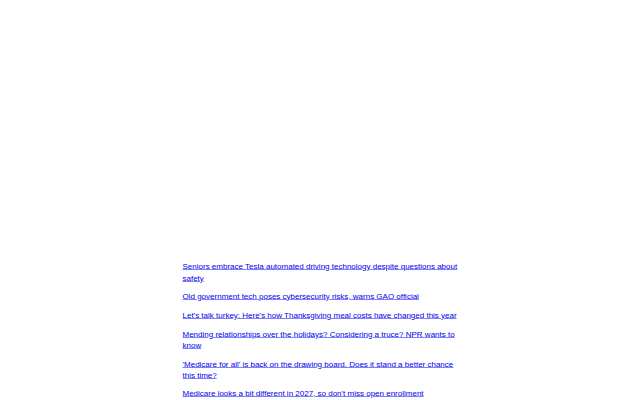 Seniors embrace Tesla automated driving technology despite questions about
safety
Old government tech poses cybersecurity risks, warns GAO official
Let's talk turkey: Here's how Thanksgiving meal costs have changed this year
Mending relationships over the holidays? Considering a truce? NPR wants to
know
'Medicare for all' is back on the drawing board. Does it stand a better chance
this time?
Medicare looks a bit different in 2027, so don't miss open enrollment